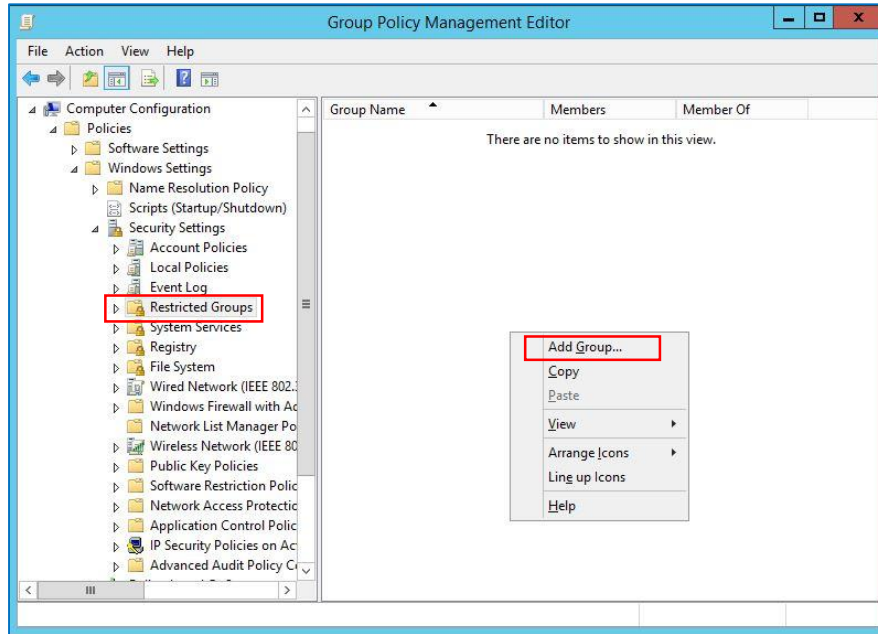 Group Policy Management Editor
File Action View Help
Computer Configuration
Policies
Software Settings
Windows Settings
Name Resolution Policy
Scripts (Startup/Shutdown)
Security Settings
Account Policies
Local Policies
Event Log
Restricted Groups
System Services
Registry
File System
Wired Network (IEEE 802.3
Windows Firewall with Ad
Network List Manager Po
Wireless Network (IEEE 80
Public Key Policies
Software Restriction Polic
Network Access Protectio
Application Control Polic
IP Security Policies on Ac
Advanced Audit Policy C
Group Name Members Member Of
There are no items to show in this view.
Add Group...
Copy
Paste
View
Arrange Icons
Line up Icons
Help